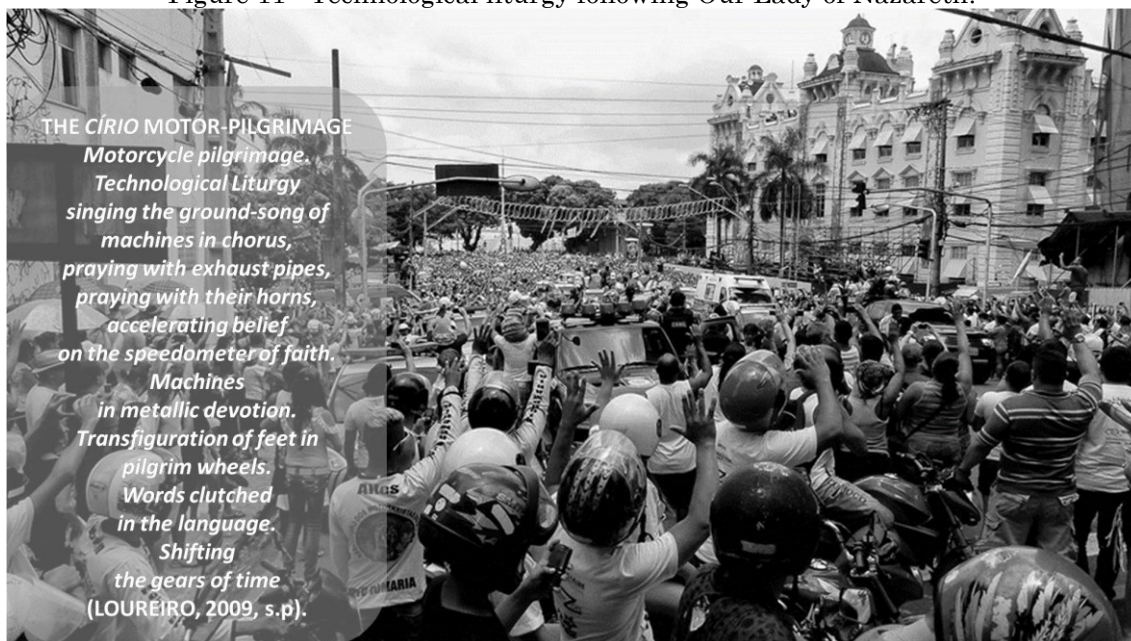 Figure 11 - Technological liturgy following Our Lady of Nazareth.
THE CÍRIO MOTOR-PILGRIMAGE
Motorcycle pilgrimage.
Technological Liturgy
singing the ground-song of
machines in chorus,
praying with exhaust pipes,
praying with their horns,
accelerating belief
on the speedometer of faith.
Machines
in metallic devotion.
Transfiguration of feet in
pilgrim wheels.
Words clutched
in the language.
Shifting
the gears of time
(LOUREIRO, 2009, s.p).
MARIA